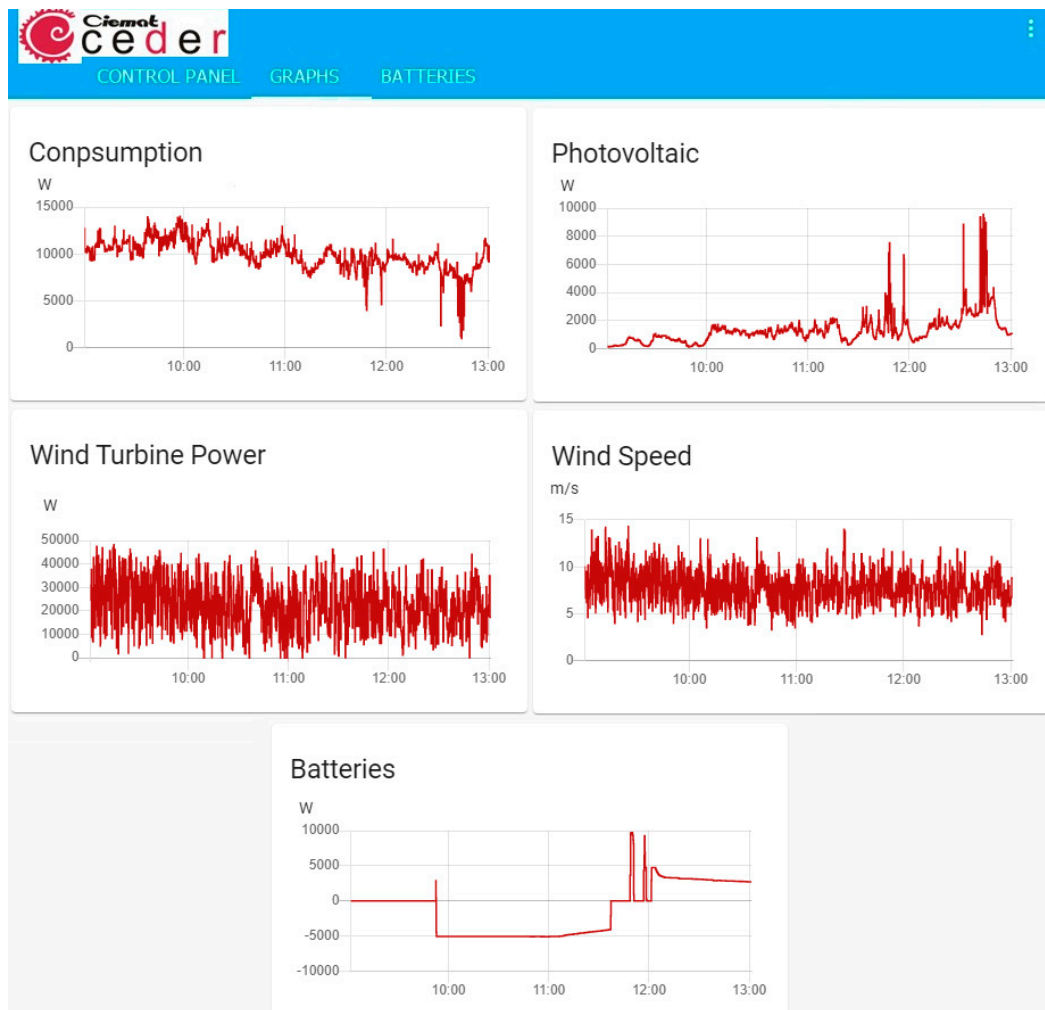 Ciemat
ceder
CONTROL PANEL GRAPHS BATTERIES
Conpsumption
W
15000
10000
5000
0
10:00 11:00 12:00 13:00
Photovoltaic
W
10000
8000
6000
4000
2000
0
10:00 11:00 12:00 13:00
Wind Turbine Power
W
50000
40000
30000
20000
10000
0
10:00 11:00 12:00 13:00
Wind Speed
m/s
15
10
5
0
10:00 11:00 12:00 13:00
Batteries
W
10000
5000
0
-5000
-10000
10:00 11:00 12:00 13:00